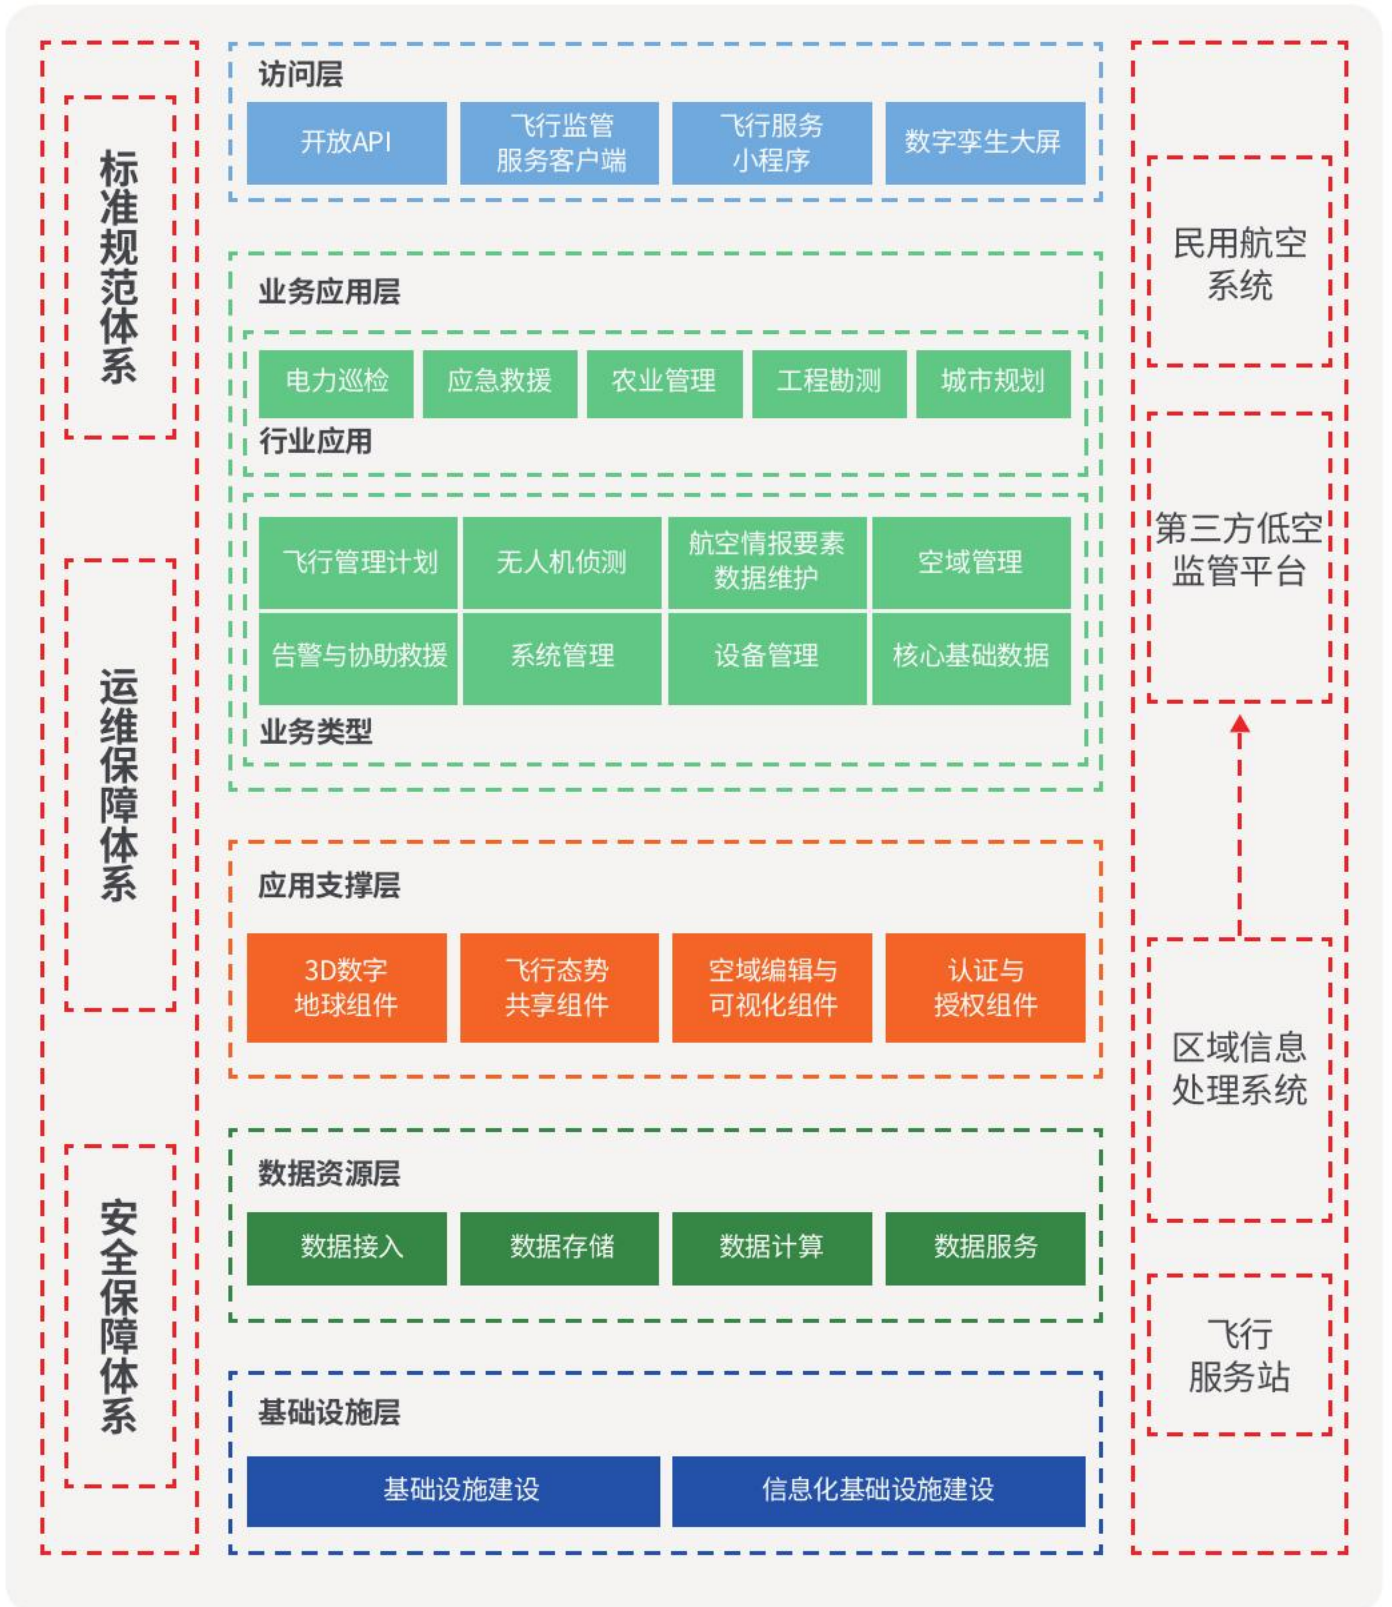 标准规范体系
运维保障体系
安全保障体系
访问层
开放API
飞行监管
服务客户端
飞行服务
小程序
数字孪生大屏
业务应用层
电力巡检
应急救援
农业管理
工程勘测
城市规划
行业应用
飞行管理计划
无人机侦测
航空情报要素
数据维护
空域管理
告警与协助救援
系统管理
设备管理
核心基础数据
业务类型
应用支撑层
3D数字
地球组件
飞行态势
共享组件
空域编辑与
可视化组件
认证与
授权组件
数据资源层
数据接入
数据存储
数据计算
数据服务
基础设施层
基础设施建设
信息化基础设施建设
民用航空
系统
第三方低空
监管平台
区域信息
处理系统
飞行
服务站